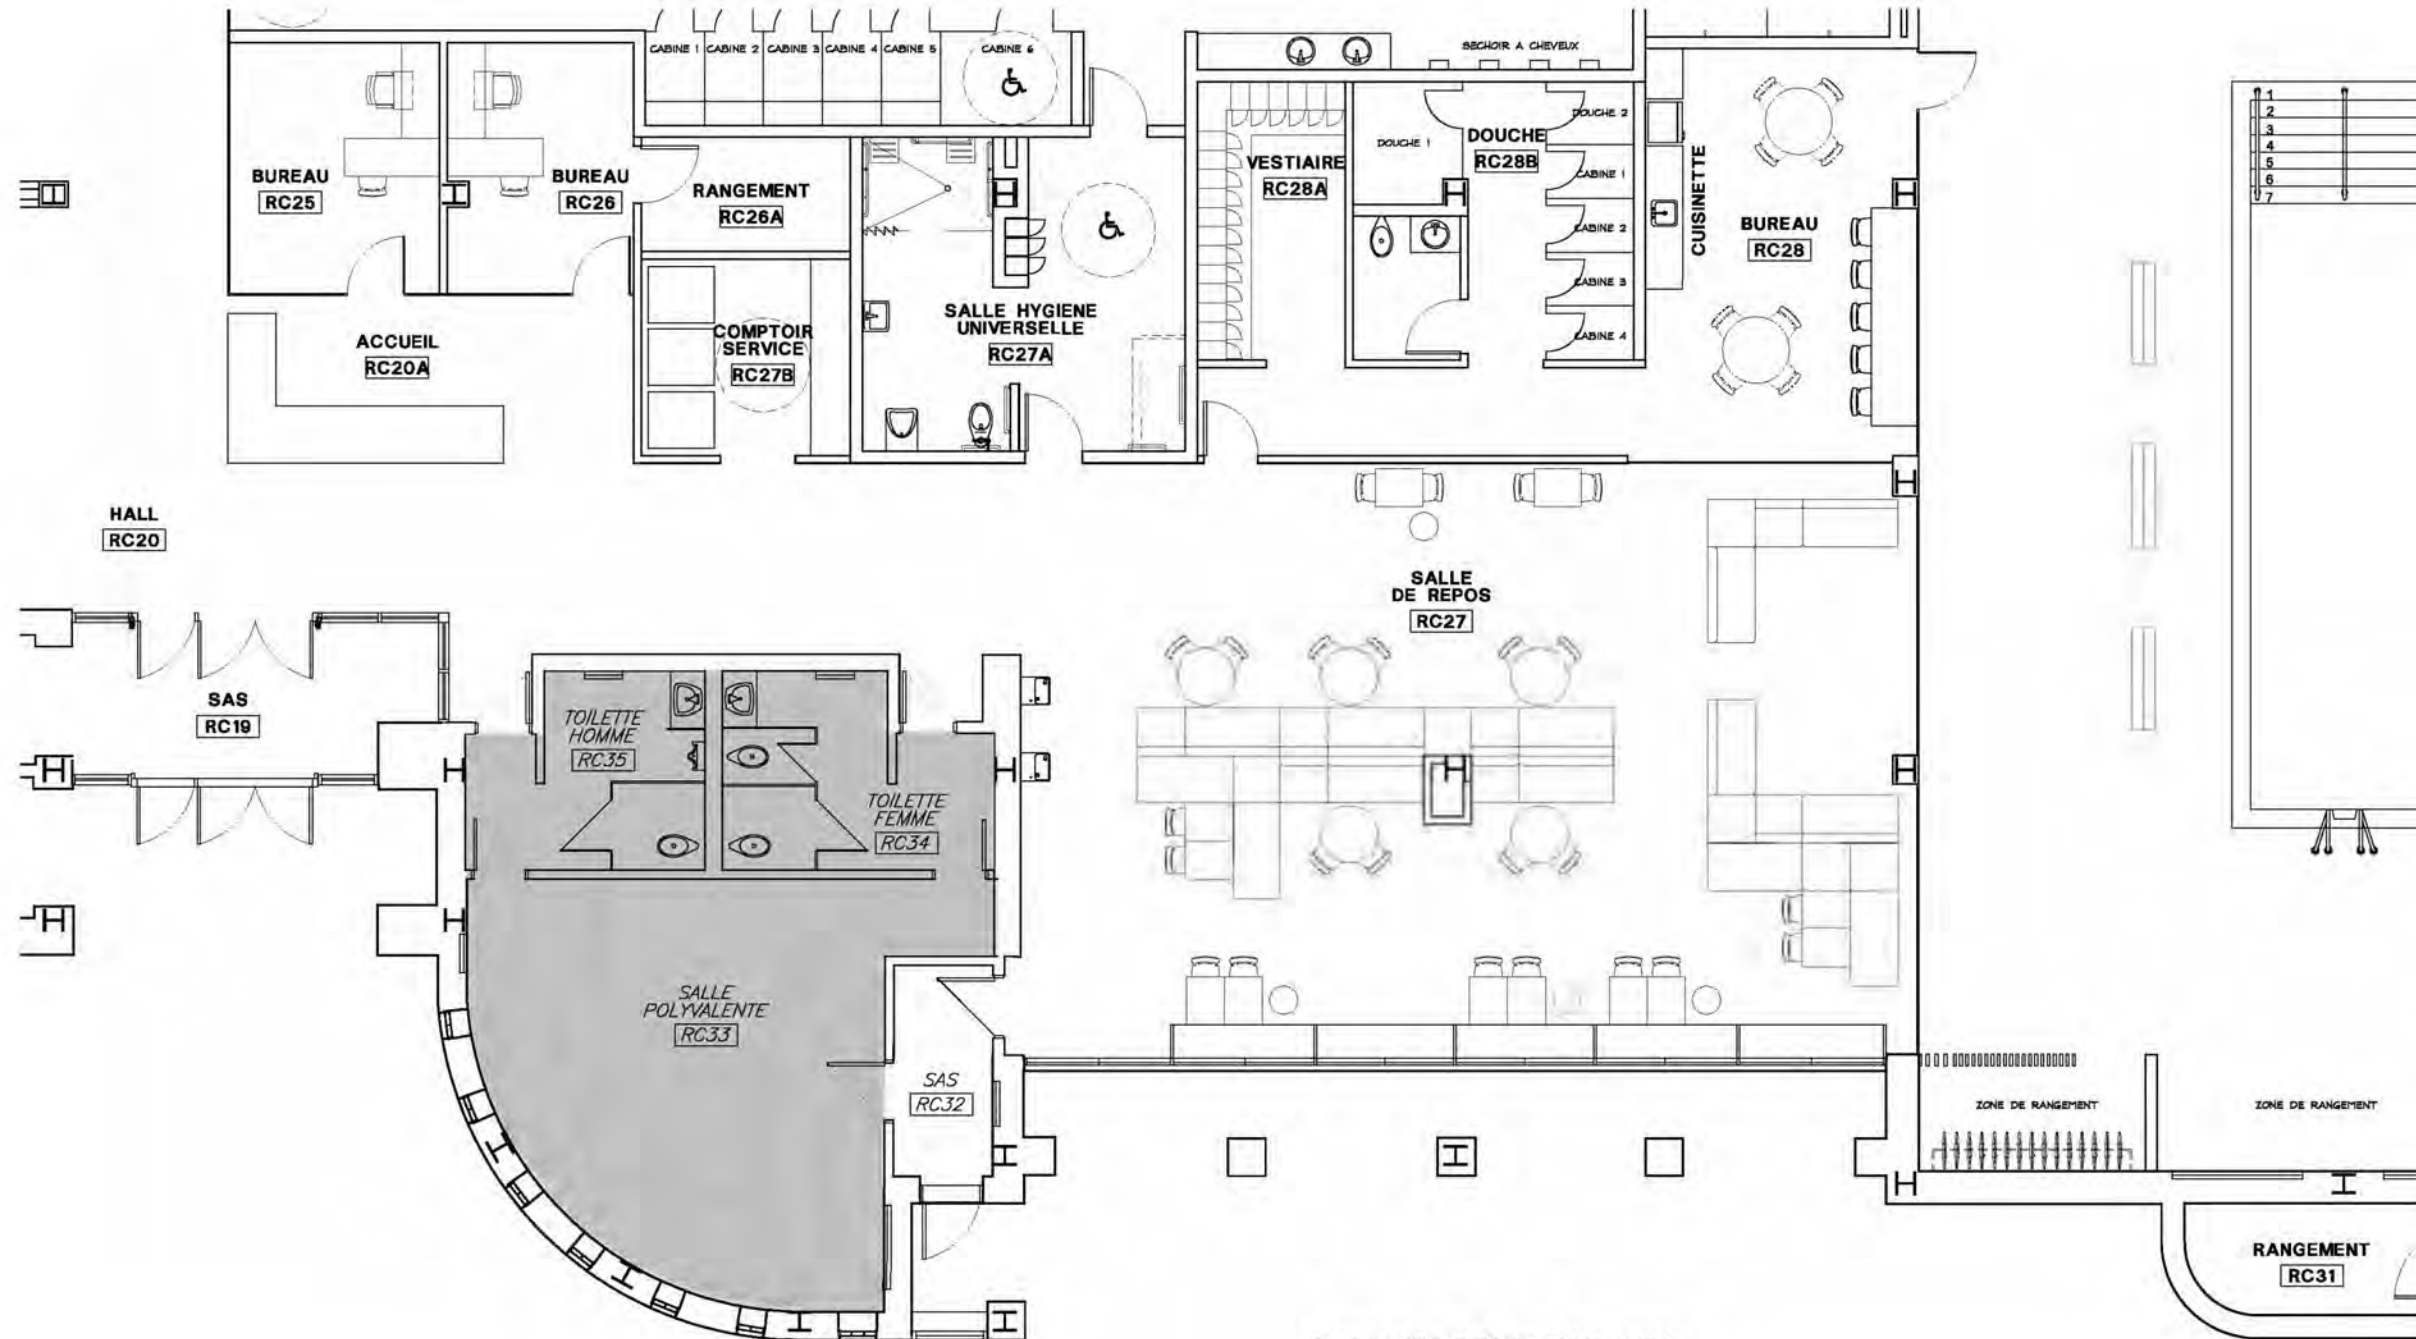 CABINE 1
CABINE 2
CABINE 3
CABINE 4
CABINE 5
CABINE 6
SECHOIR A CHEVEUX
BUREAU
RC25
BUREAU
RC26
RANGEMENT
RC26A
VESTIAIRE
RC28A
DOUCHE 1
DOUCHE
RC28B
DOUCHE 2
CABINE 1
CABINE 2
CABINE 3
CABINE 4
CUISINETTE
BUREAU
RC28
1
2
3
4
5
6
7
ACCUEIL
RC20A
COMPTOIR
SERVICE
RC27B
SALLE HYGIENE
UNIVERSELLE
RC27A
HALL
RC20
SALLE
DE REPOS
RC27
SAS
RC19
TOILETTE
HOMME
RC35
TOILETTE
FEMME
RC34
SALLE
POLYVALENTE
RC33
SAS
RC32
ZONE DE RANGEMENT
ZONE DE RANGEMENT
RANGEMENT
RC31